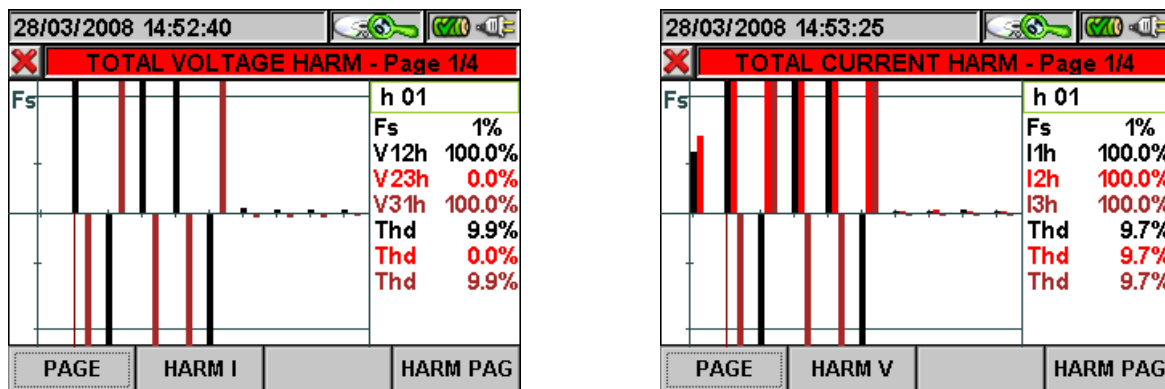 28/03/2008 14:52:40
TOTAL VOLTAGE HARM - Page 1/4
Fs
h 01
Fs 1%
V12h 100.0%
V23h 0.0%
V31h 100.0%
Thd 9.9%
Thd 0.0%
Thd 9.9%
PAGE HARM I HARM PAG
28/03/2008 14:53:25
TOTAL CURRENT HARM - Page 1/4
Fs
h 01
Fs 1%
I1h 100.0%
I2h 100.0%
I3h 100.0%
Thd 9.7%
Thd 9.7%
Thd 9.7%
PAGE HARM V HARM PAG